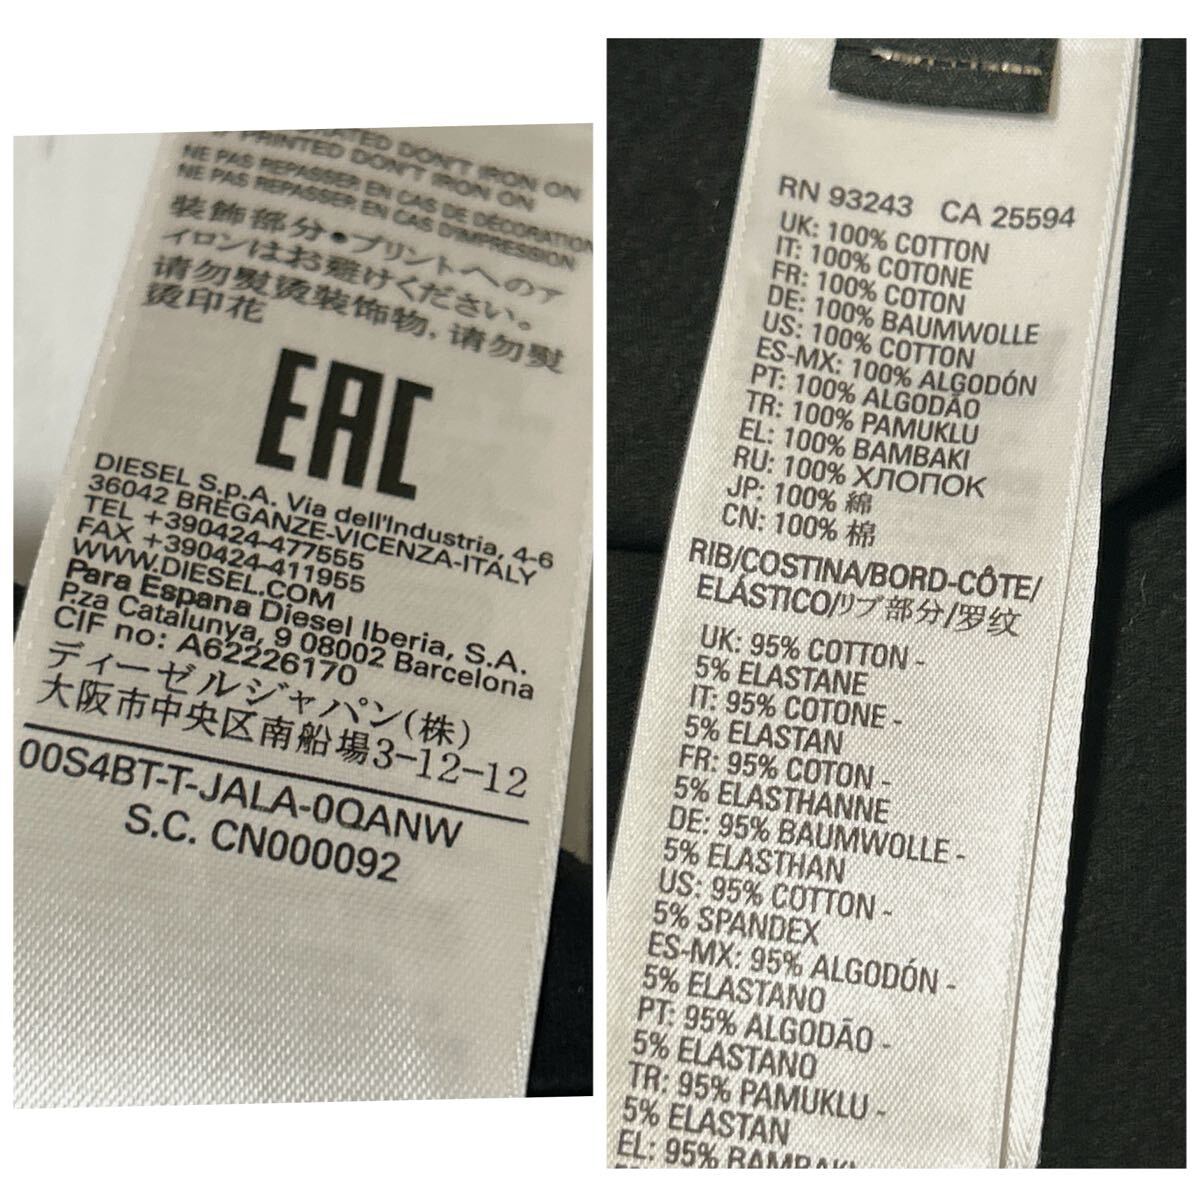 DON'T IRON ON
PRINTED DON'T IRON ON
NE PAS REPASSER EN CAS DE DÉCORATION
NE PAS REPASSER EN CAS D'IMPRESSION
装飾部分・プリントへのア
イロンはお避けください。
请勿熨烫装饰物,请勿熨
烫印花
EAC
DIESEL S.p.A. Via dell'Industria, 4-6
36042 BREGANZE-VICENZA-ITALY
TEL +390424-477555
FAX +390424-411955
WWW.DIESEL.COM
Para Espana Diesel Iberia, S.A.
P.za Catalunya, 9 08002 Barcelona
CIF no: A62226170
ディーゼルジャパン(株)
大阪市中央区南船場3-12-12
00S4BT-T-JALA-0QANW
S.C. CN000092
RN 93243 CA 25594
UK: 100% COTTON
IT: 100% COTONE
FR: 100% COTON
DE: 100% BAUMWOLLE
US: 100% COTTON
ES-MX: 100% ALGODÓN
PT: 100% ALGODÃO
TR: 100% PAMUKLU
EL: 100% BAMBAKI
RU: 100% ХЛОПОК
JP: 100% 綿
CN: 100% 棉
RIB/COSTINA/BORD-CÔTE/
ELÁSTICO/リブ部分/罗纹
UK: 95% COTTON -
5% ELASTANE
IT: 95% COTONE -
5% ELASTAN
FR: 95% COTON -
5% ELASTHANNE
DE: 95% BAUMWOLLE -
5% ELASTHAN
US: 95% COTTON -
5% SPANDEX
ES-MX: 95% ALGODÓN -
5% ELASTANO
PT: 95% ALGODÃO -
5% ELASTANO
TR: 95% PAMUKLU -
5% ELASTAN
EL: 95% BAMBAKI